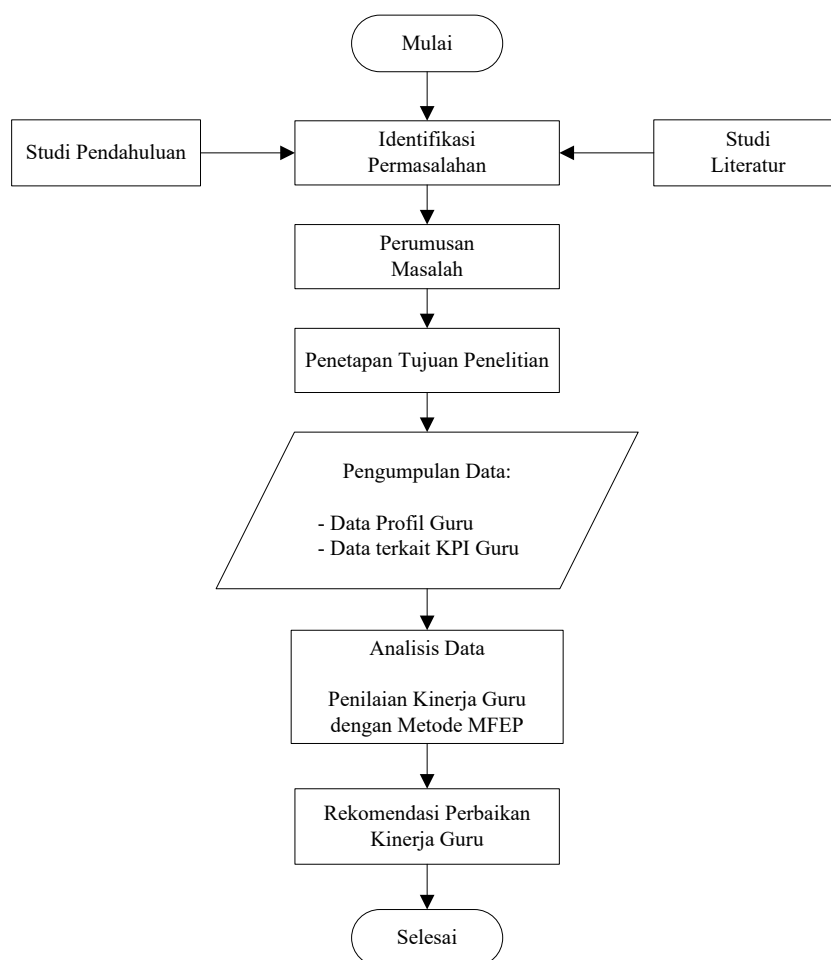 Mulai
Studi Pendahuluan
Identifikasi
Permasalahan
Studi
Literatur
Perumusan
Masalah
Penetapan Tujuan Penelitian
Pengumpulan Data:
- Data Profil Guru
- Data terkait KPI Guru
Analisis Data
Penilaian Kinerja Guru
dengan Metode MFEP
Rekomendasi Perbaikan
Kinerja Guru
Selesai